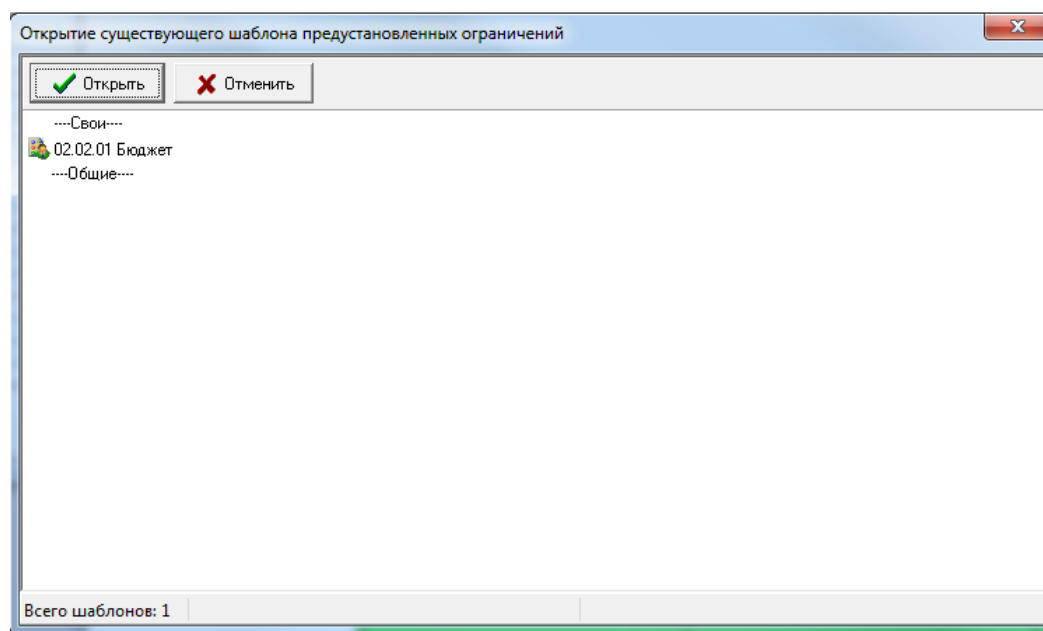 Открытие существующего шаблона предустановленных ограничений
Открыть Отменить
----Свои----
02.02.01 Бюджет
----Общие----
Всего шаблонов: 1